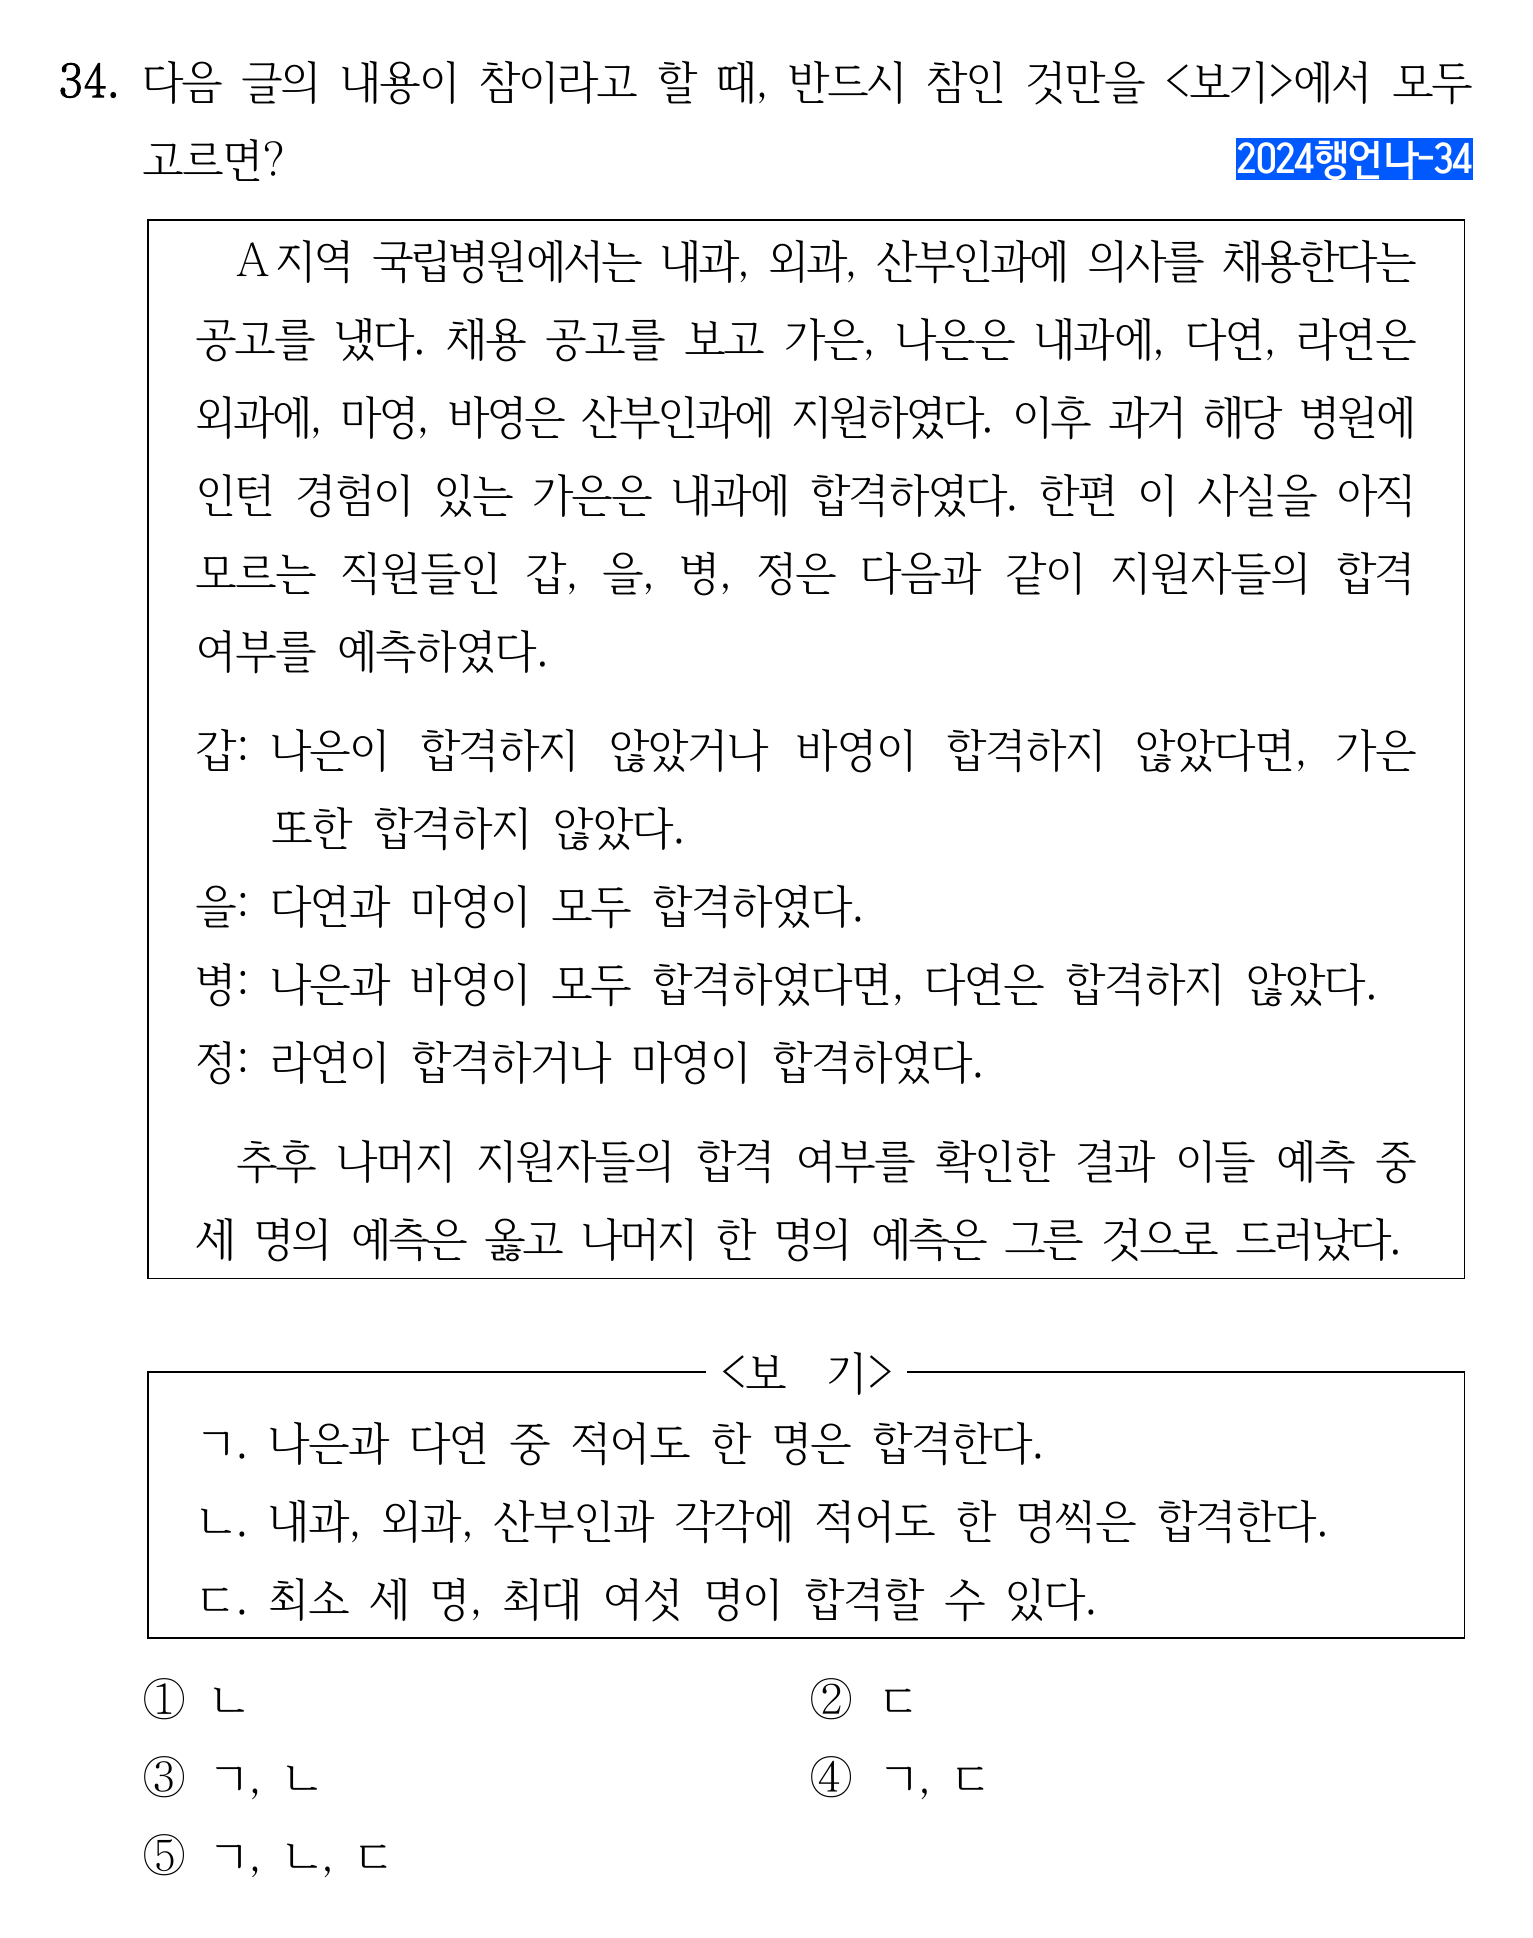 34. 다음 글의 내용이 참이라고 할 때, 반드시 참인 것만을 <보기>에서 모두
고르면?
2024행언나-34
A지역 국립병원에서는 내과, 외과, 산부인과에 의사를 채용한다는
공고를 냈다. 채용 공고를 보고 가은, 나은은 내과에, 다연, 라연은
외과에, 마영, 바영은 산부인과에 지원하였다. 이후 과거 해당 병원에
인턴 경험이 있는 가은은 내과에 합격하였다. 한편 이 사실을 아직
모르는 직원들인 갑, 을, 병, 정은 다음과 같이 지원자들의 합격
여부를 예측하였다.
갑: 나은이 합격하지 않았거나 바영이 합격하지 않았다면, 가은
또한 합격하지 않았다.
을: 다연과 마영이 모두 합격하였다.
병: 나은과 바영이 모두 합격하였다면, 다연은 합격하지 않았다.
정: 라연이 합격하거나 마영이 합격하였다.
추후 나머지 지원자들의 합격 여부를 확인한 결과 이들 예측 중
세 명의 예측은 옳고 나머지 한 명의 예측은 그른 것으로 드러났다.
<보 기>
ㄱ. 나은과 다연 중 적어도 한 명은 합격한다.
ㄴ. 내과, 외과, 산부인과 각각에 적어도 한 명씩은 합격한다.
ㄷ. 최소 세 명, 최대 여섯 명이 합격할 수 있다.
① ㄴ
② ㄷ
③ ㄱ, ㄴ
④ ㄱ, ㄷ
⑤ ㄱ, ㄴ, ㄷ